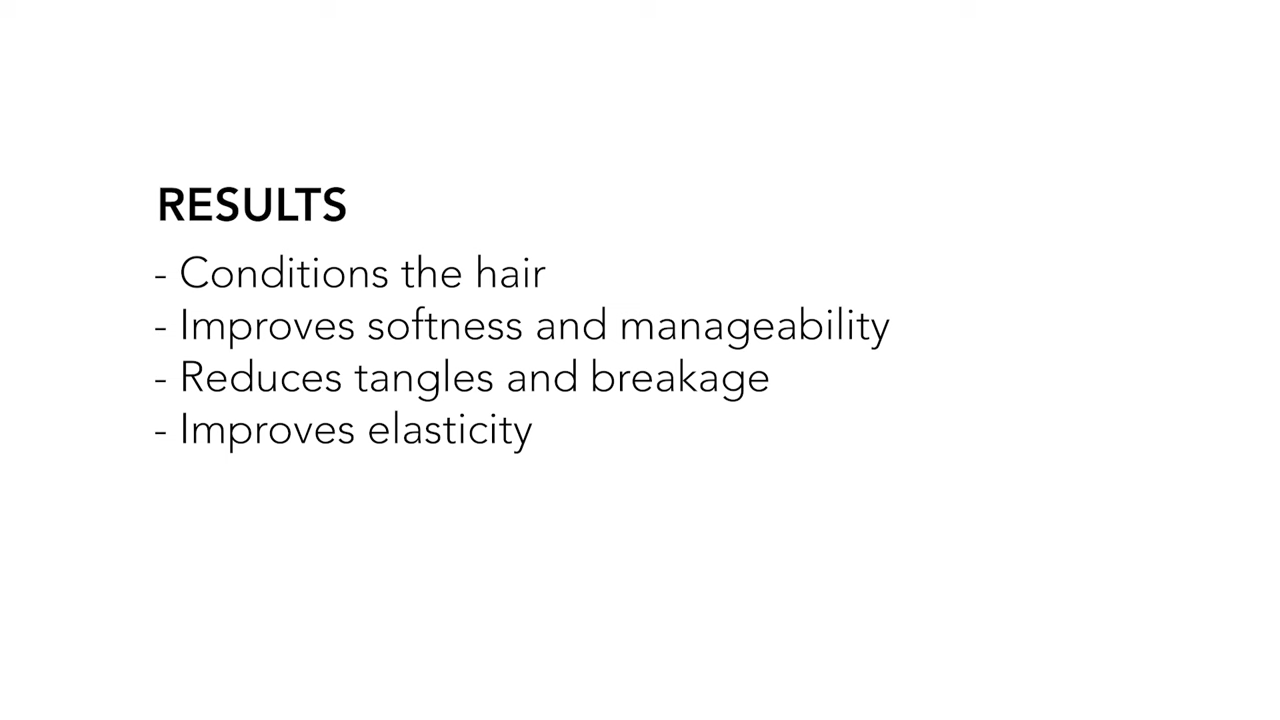 RESULTS
- Conditions the hair
- Improves softness and manageability
- Reduces tangles and breakage
- Improves elasticity